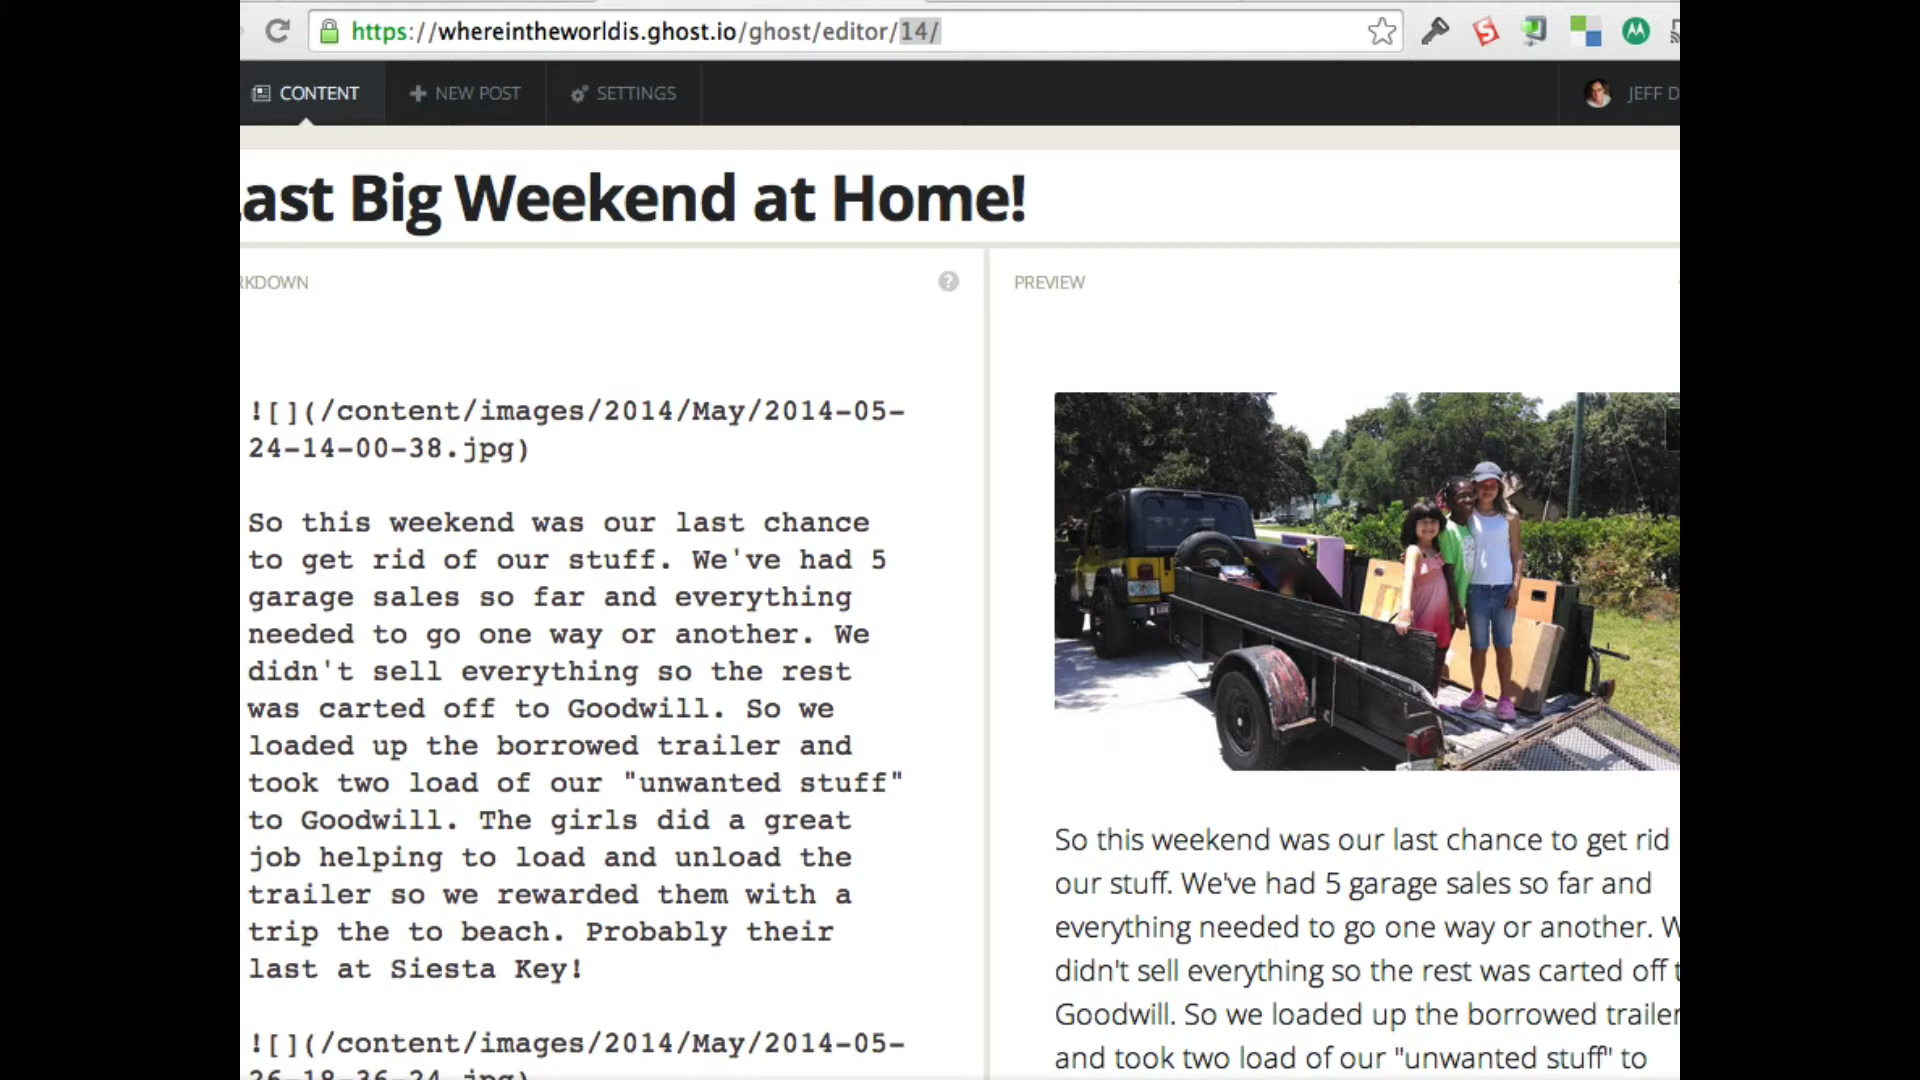 https://whereintheworldis.ghost.io/ghost/editor/14/
CONTENT
NEW POST
SETTINGS
JEFF D
ast Big Weekend at Home!
RKDOWN
?
PREVIEW
![](/content/images/2014/May/2014-05-
24-14-00-38.jpg)
So this weekend was our last chance
to get rid of our stuff. We've had 5
garage sales so far and everything
needed to go one way or another. We
didn't sell everything so the rest
was carted off to Goodwill. So we
loaded up the borrowed trailer and
took two load of our "unwanted stuff"
to Goodwill. The girls did a great
job helping to load and unload the
trailer so we rewarded them with a
trip the to beach. Probably their
last at Siesta Key!
![](/content/images/2014/May/2014-05-
26-18-36-24.jpg)
So this weekend was our last chance to get rid
our stuff. We've had 5 garage sales so far and
everything needed to go one way or another. W
didn't sell everything so the rest was carted off t
Goodwill. So we loaded up the borrowed trailer
and took two load of our "unwanted stuff" to